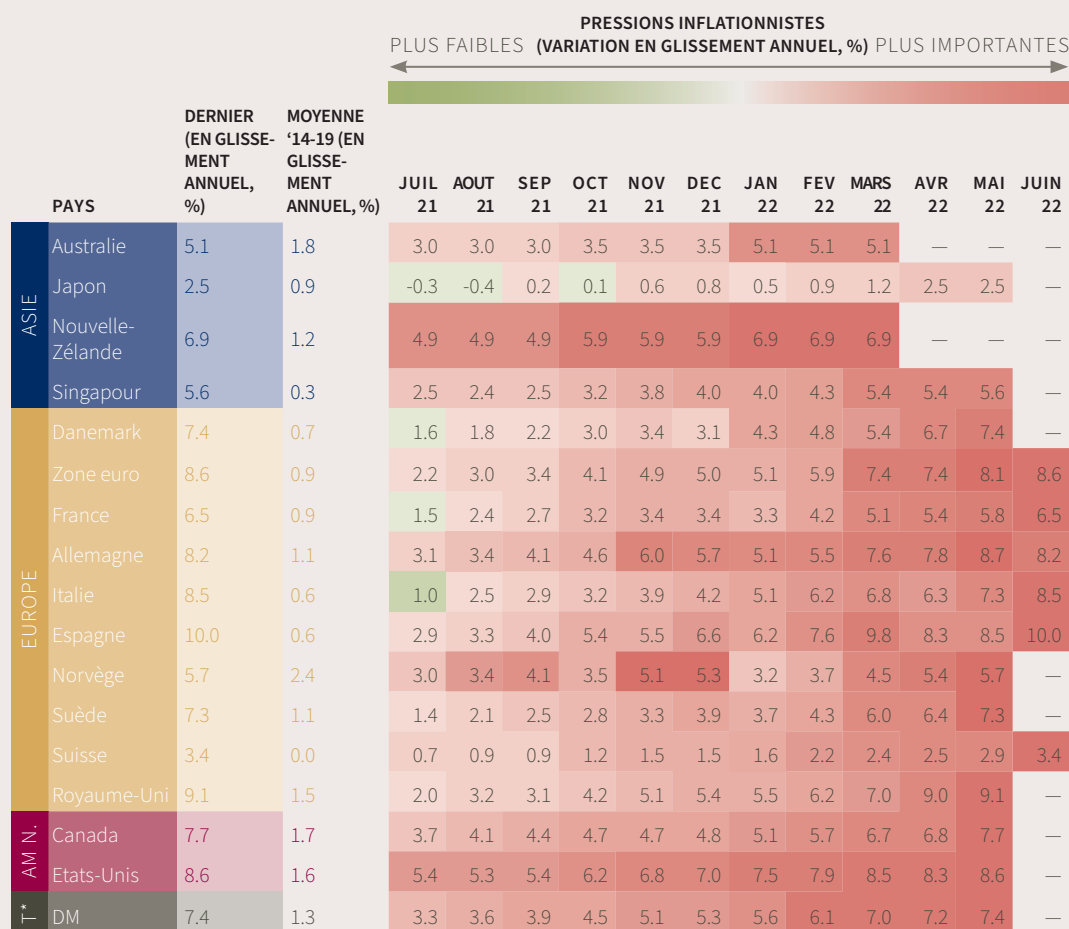 PRESSIONS INFLATIONNISTES
PLUS FAIBLES (VARIATION EN GLISSEMENT ANNUEL, %) PLUS IMPORTANTES
PAYS
DERNIER
(EN GLISSE-
MENT
ANNUEL,
%)
MOYENNE
‘14-19 (EN
GLISSE-
MENT
ANNUEL, %)
JUIL AOUT SEP OCT NOV DEC JAN FEV MARS AVR MAI JUIN
21 21 21 21 21 21 22 22 22 22 22 22
ASIE
Australie 5.1 1.8 3.0 3.0 3.0 3.5 3.5 3.5 5.1 5.1 5.1 — — —
Japon 2.5 0.9 -0.3 -0.4 0.2 0.1 0.6 0.8 0.5 0.9 1.2 2.5 2.5 —
Nouvelle-
Zélande 6.9 1.2 4.9 4.9 4.9 5.9 5.9 5.9 6.9 6.9 6.9 — — —
Singapour 5.6 0.3 2.5 2.4 2.5 3.2 3.8 4.0 4.0 4.3 5.4 5.4 5.6 —
EUROPE
Danemark 7.4 0.7 1.6 1.8 2.2 3.0 3.4 3.1 4.3 4.8 5.4 6.7 7.4 —
Zone euro 8.6 0.9 2.2 3.0 3.4 4.1 4.9 5.0 5.1 5.9 7.4 7.4 8.1 8.6
France 6.5 0.9 1.5 2.4 2.7 3.2 3.4 3.4 3.3 4.2 5.1 5.4 5.8 6.5
Allemagne 8.2 1.1 3.1 3.4 4.1 4.6 6.0 5.7 5.1 5.5 7.6 7.8 8.7 8.2
Italie 8.5 0.6 1.0 2.5 2.9 3.2 3.9 4.2 5.1 6.2 6.8 6.3 7.3 8.5
Espagne 10.0 0.6 2.9 3.3 4.0 5.4 5.5 6.6 6.2 7.6 9.8 8.3 8.5 10.0
Norvège 5.7 2.4 3.0 3.4 4.1 3.5 5.1 5.3 3.2 3.7 4.5 5.4 5.7 —
Suède 7.3 1.1 1.4 2.1 2.5 2.8 3.3 3.9 3.7 4.3 6.0 6.4 7.3 —
Suisse 3.4 0.0 0.7 0.9 0.9 1.2 1.5 1.5 1.6 2.2 2.4 2.5 2.9 3.4
Royaume-Uni 9.1 1.5 2.0 3.2 3.1 4.2 5.1 5.4 5.5 6.2 7.0 9.0 9.1 —
AM N.
Canada 7.7 1.7 3.7 4.1 4.4 4.7 4.7 4.8 5.1 5.7 6.7 6.8 7.7 —
Etats-Unis 8.6 1.6 5.4 5.3 5.4 6.2 6.8 7.0 7.5 7.9 8.5 8.3 8.6 —
T*
DM 7.4 1.3 3.3 3.6 3.9 4.5 5.1 5.3 5.6 6.1 7.0 7.2 7.4 —